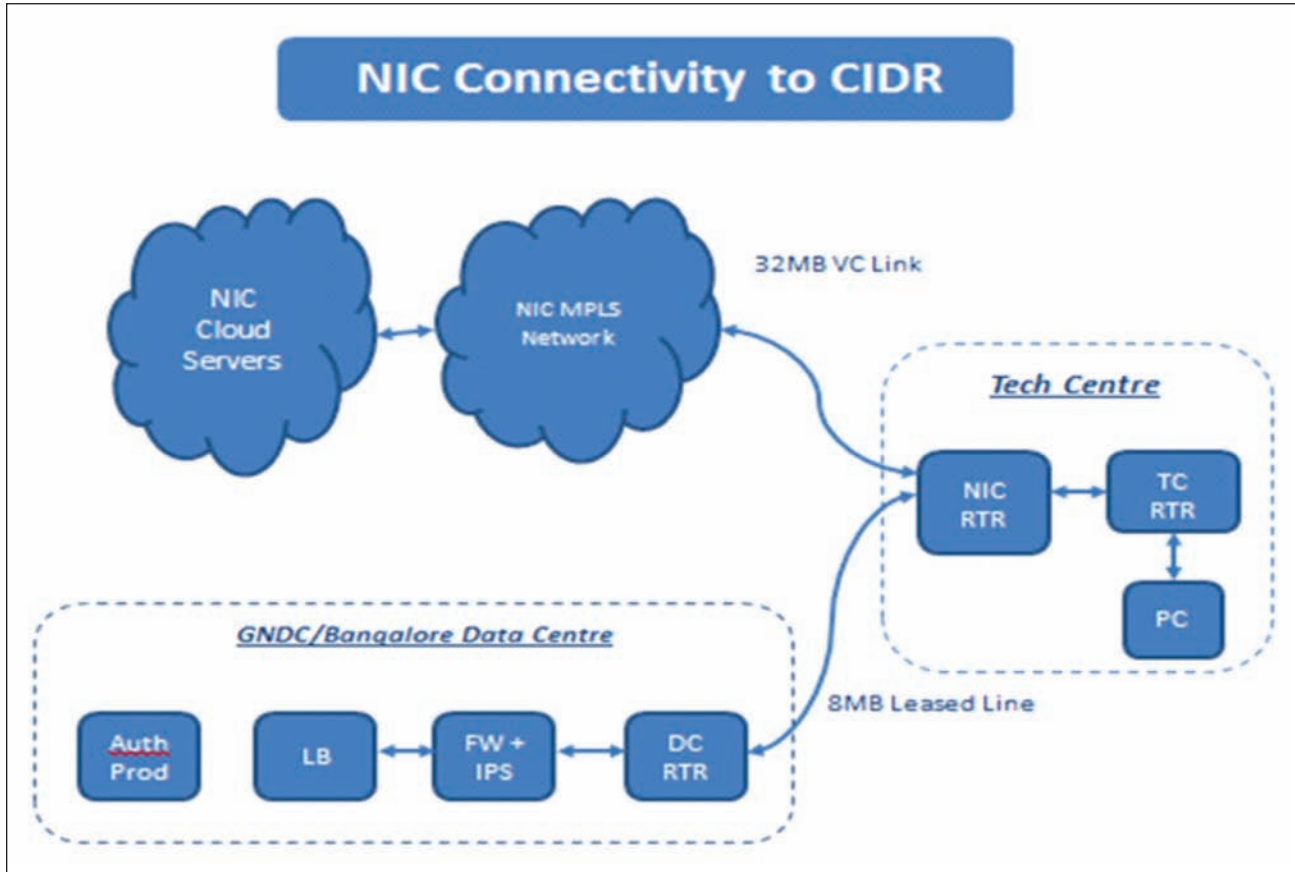 NIC Connectivity to CIDR
NIC
Cloud
Servers
NIC MPLS
Network
32MB VC Link
Tech Centre
NIC
RTR
TC
RTR
PC
GNDC/Bangalore Data Centre
8MB Leased Line
Auth
Prod
LB
FW +
IPS
DC
RTR